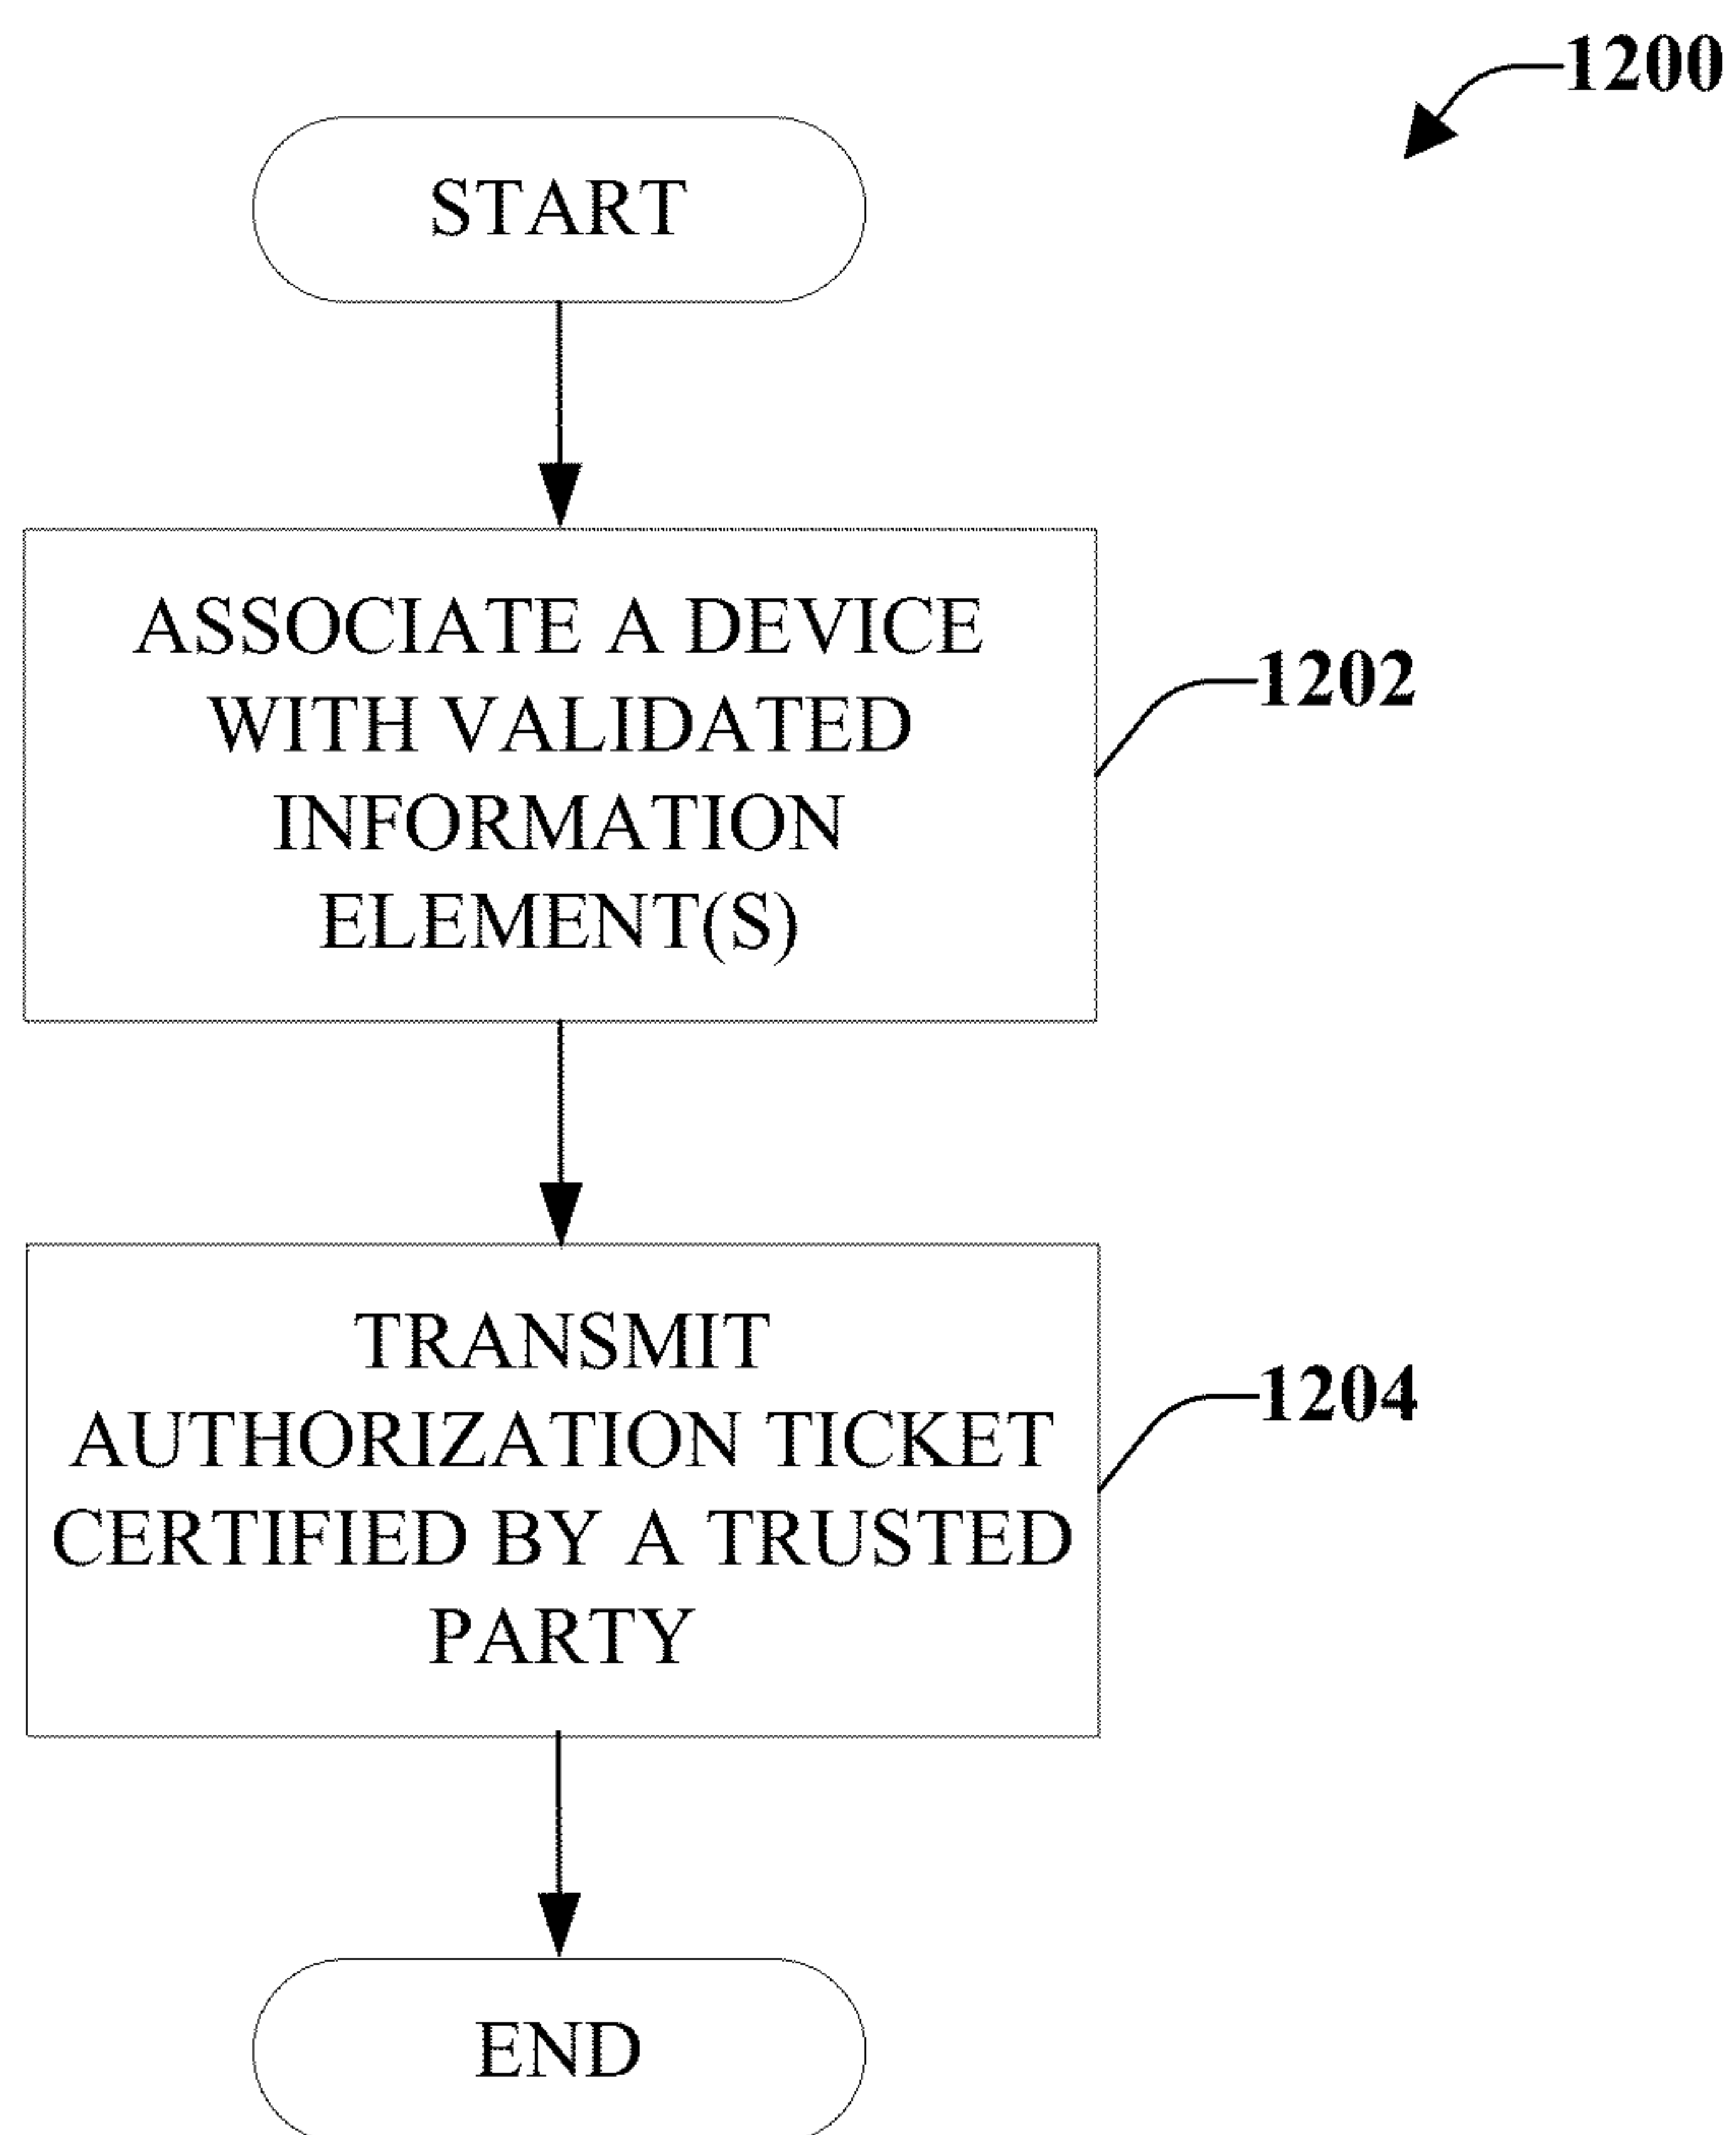 1200
START
ASSOCIATE A DEVICE
WITH VALIDATED
INFORMATION
ELEMENT(S)
1202
TRANSMIT
AUTHORIZATION TICKET
CERTIFIED BY A TRUSTED
PARTY
1204
END